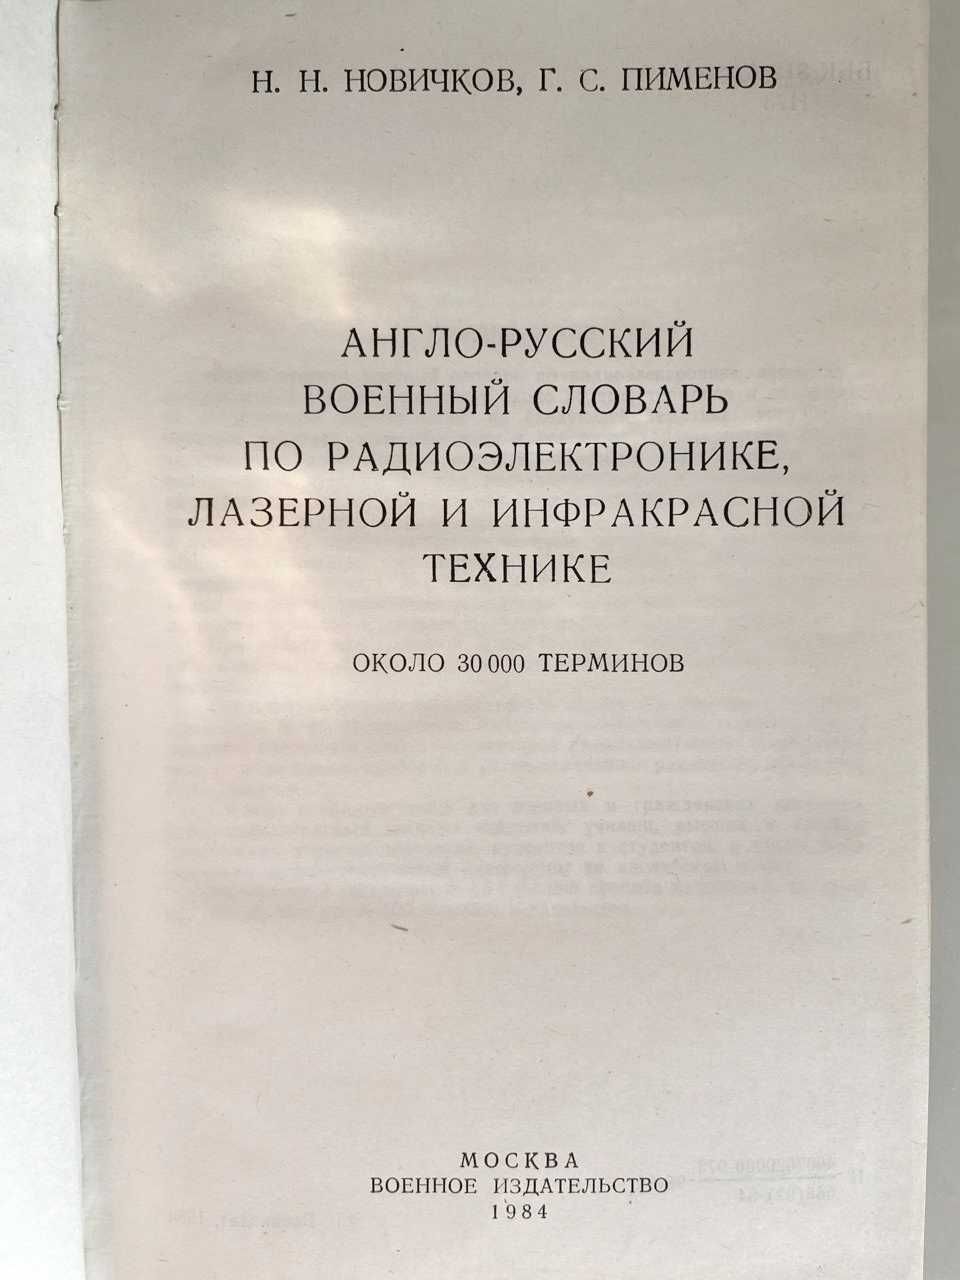 Н. Н. НОВИЧКОВ, Г. С. ПИМЕНОВ
АНГЛО-РУССКИЙ
ВОЕННЫЙ СЛОВАРЬ
ПО РАДИОЭЛЕКТРОНИКЕ,
ЛАЗЕРНОЙ И ИНФРАКРАСНОЙ
ТЕХНИКЕ
ОКОЛО 30 000 ТЕРМИНОВ
МОСКВА
ВОЕННОЕ ИЗДАТЕЛЬСТВО
1984